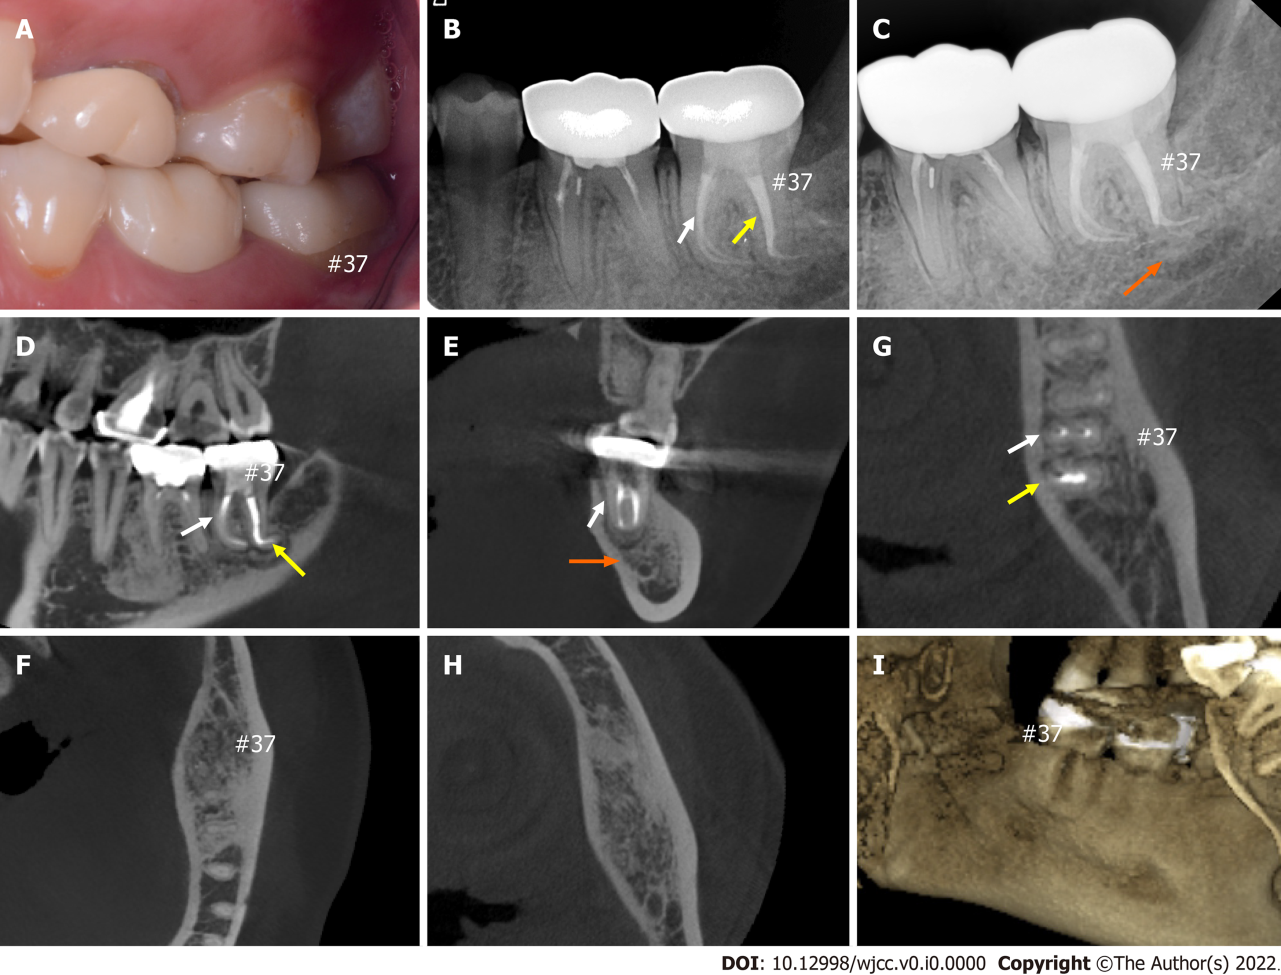 A
#37
B
#37
C
#37
D
#37
E
G
#37
F
#37
H
I
#37
DOI: 10.12998/wjcc.v0.i0.0000 Copyright ©The Author(s) 2022.